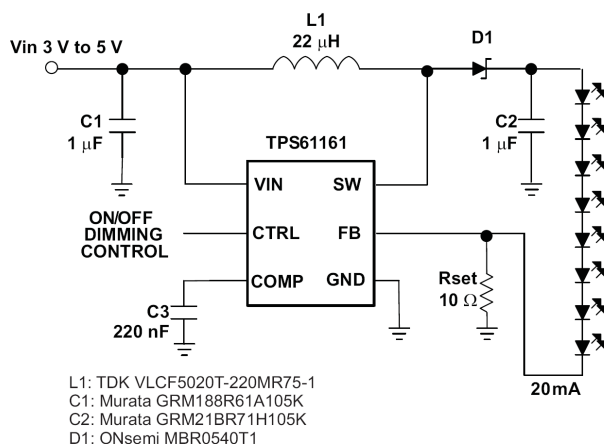 L1
22 μH
Vin 3 V to 5 V
D1
C1
1 μF
C2
1 μF
TPS61161
VIN
SW
ON/OFF
DIMMING
CONTROL
CTRL
FB
COMP
GND
Rset
10 Ω
C3
220 nF
20mA
L1: TDK VLCF5020T-220MR75-1
C1: Murata GRM188R61A105K
C2: Murata GRM21BR71H105K
D1: ONsemi MBR0540T1